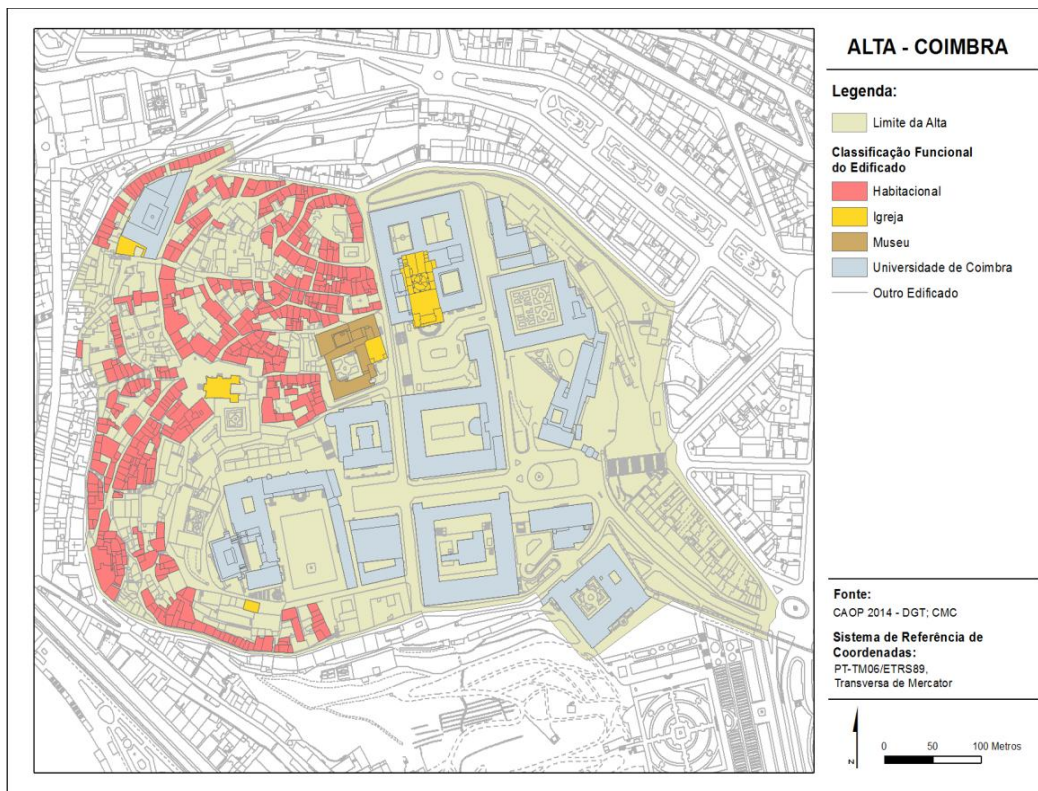 ALTA - COIMBRA
Legenda:
Limite da Alta
Classificação Funcional
do Edificado
Habitacional
Igreja
Museu
Universidade de Coimbra
Outro Edificado
Fonte:
CAOP 2014 - DGT; CMC
Sistema de Referência de
Coordenadas:
PT-TM06/ETRS89,
Transversa de Mercator
N
0 50 100 Metros